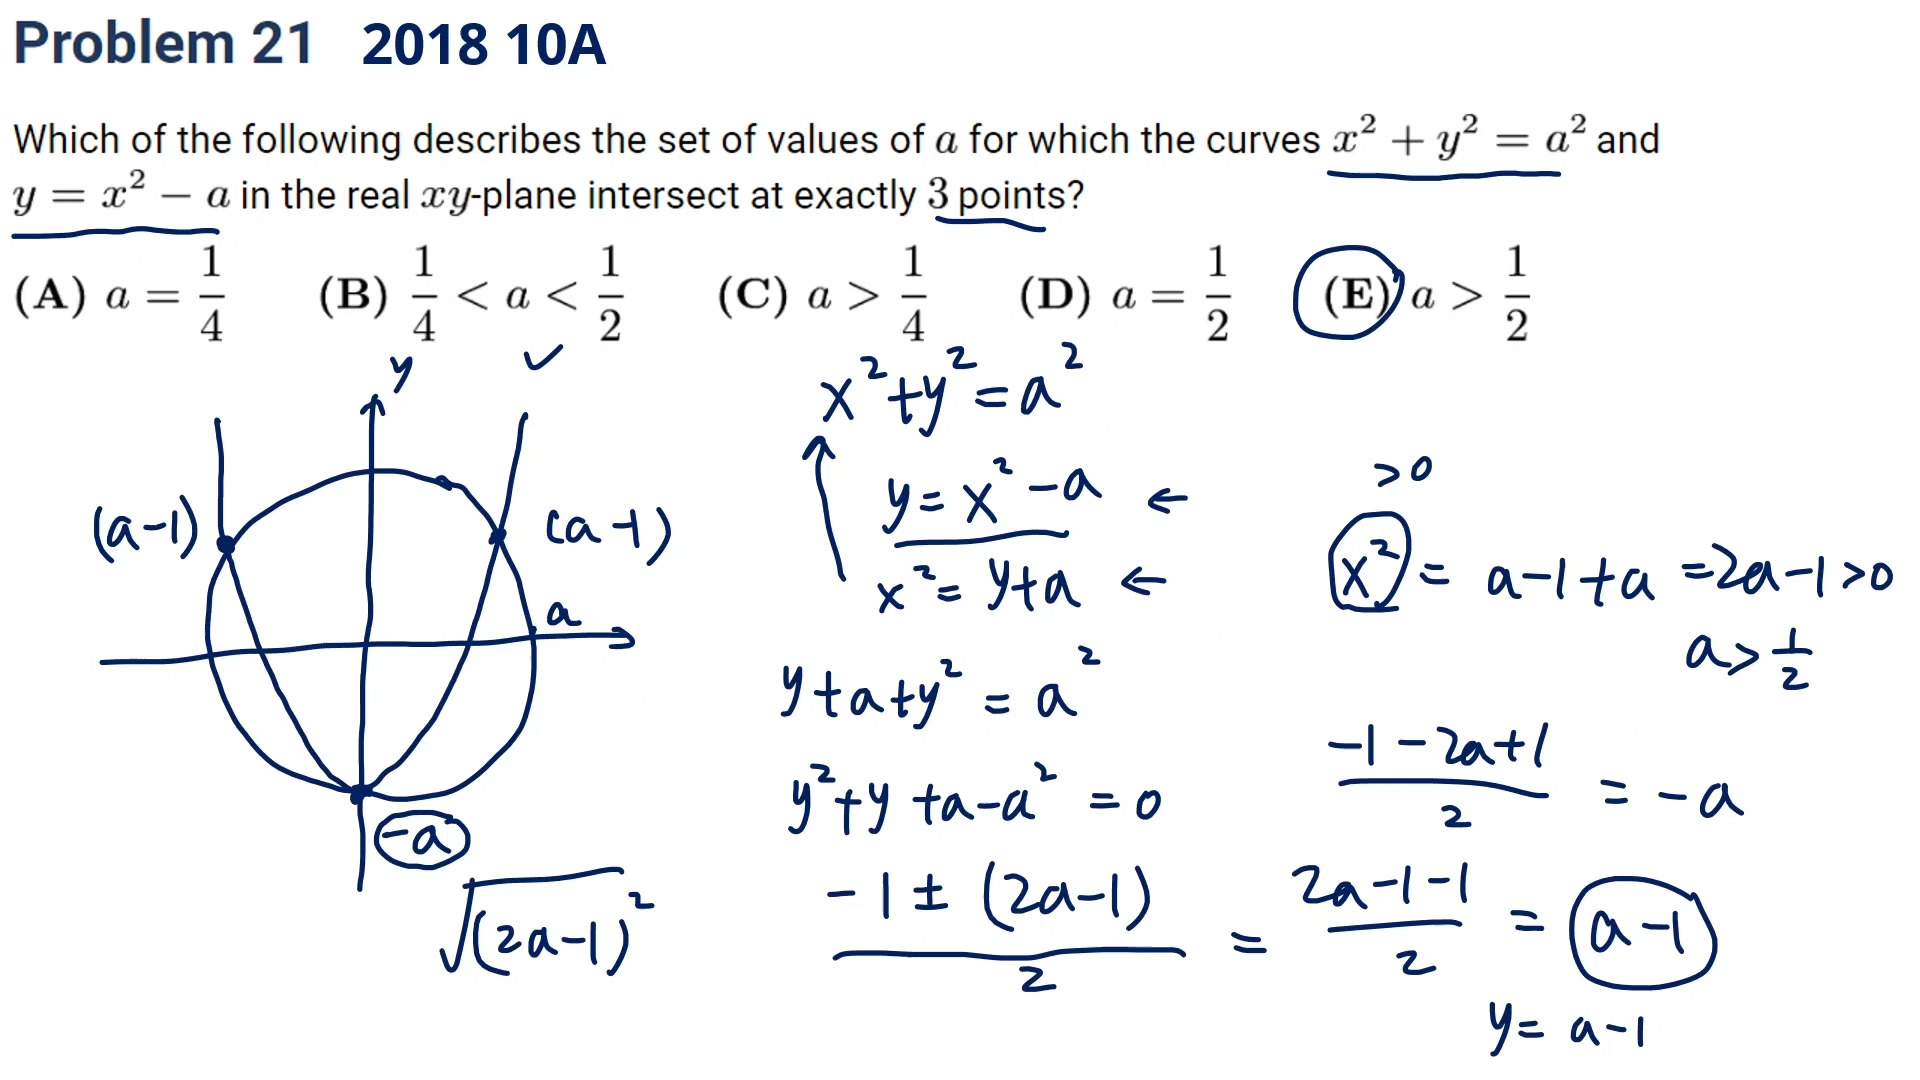 Problem 21 2018 10A
Which of the following describes the set of values of a for which the curves x² + y² = a² and
y = x² − a in the real xy-plane intersect at exactly 3 points?
(A) a = 1/4 (B) 1/4 < a < 1/2 (C) a > 1/4 (D) a = 1/2 (E) a > 1/2
y
(a-1)
(a-1)
a
-a
√(2a-1)²
x²+y²=a²
y=x²-a ←
x²=y+a ←
y+a+y²=a²
y²+y+a-a²=0
(-1±(2a-1))/2 = (2a-1-1)/2 = a-1
y=a-1
>0
x²=a-1+a=2a-1>0
a>1/2
(-1-2a+1)/2 = -a